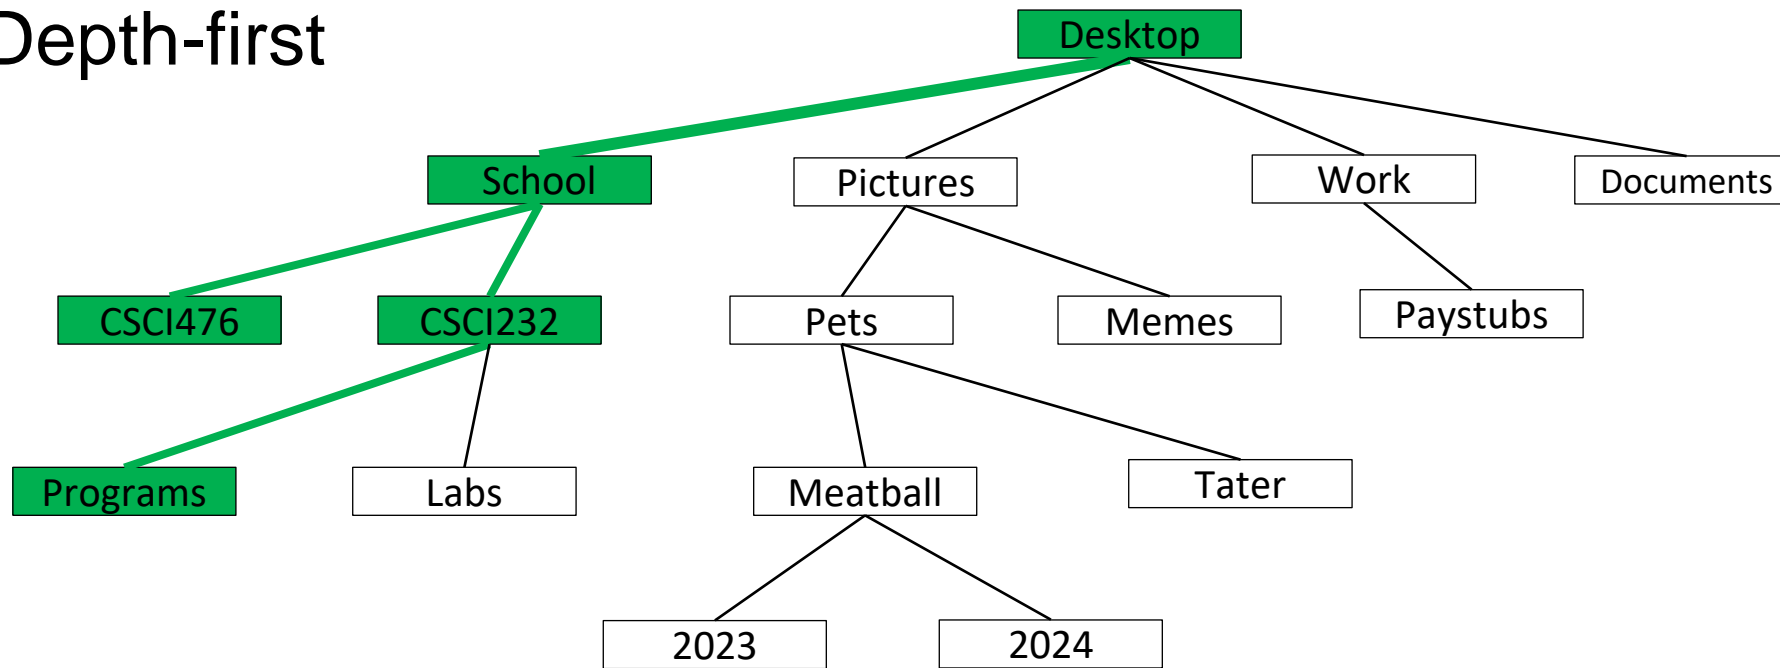 Depth-first
Desktop
School
Pictures
Work
Documents
CSCI476
CSCI232
Pets
Memes
Paystubs
Programs
Labs
Meatball
Tater
2023
2024